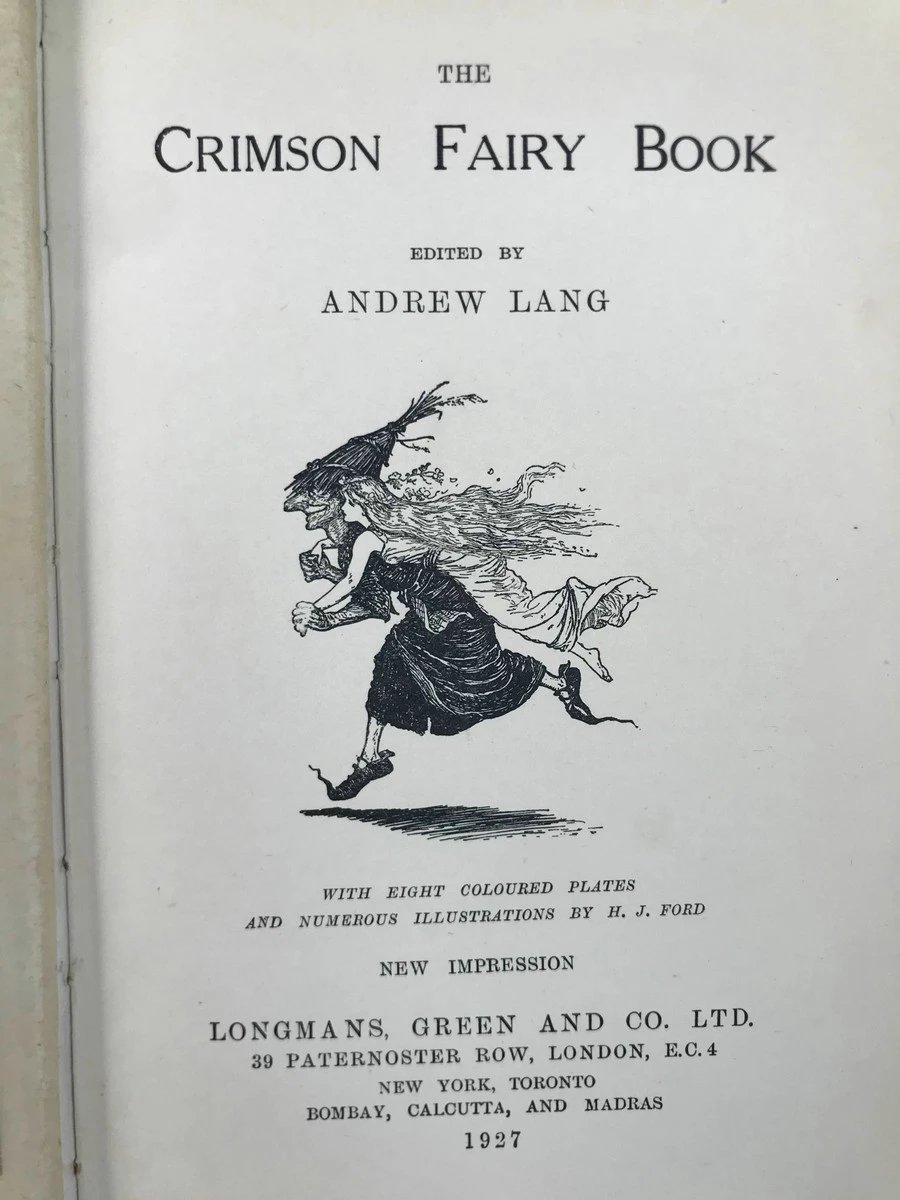 THE
CRIMSON FAIRY BOOK
EDITED BY
ANDREW LANG
WITH EIGHT COLOURED PLATES
AND NUMEROUS ILLUSTRATIONS BY H. J. FORD
NEW IMPRESSION
LONGMANS, GREEN AND CO. LTD.
39 PATERNOSTER ROW, LONDON, E.C. 4
NEW YORK, TORONTO
BOMBAY, CALCUTTA, AND MADRAS
1927